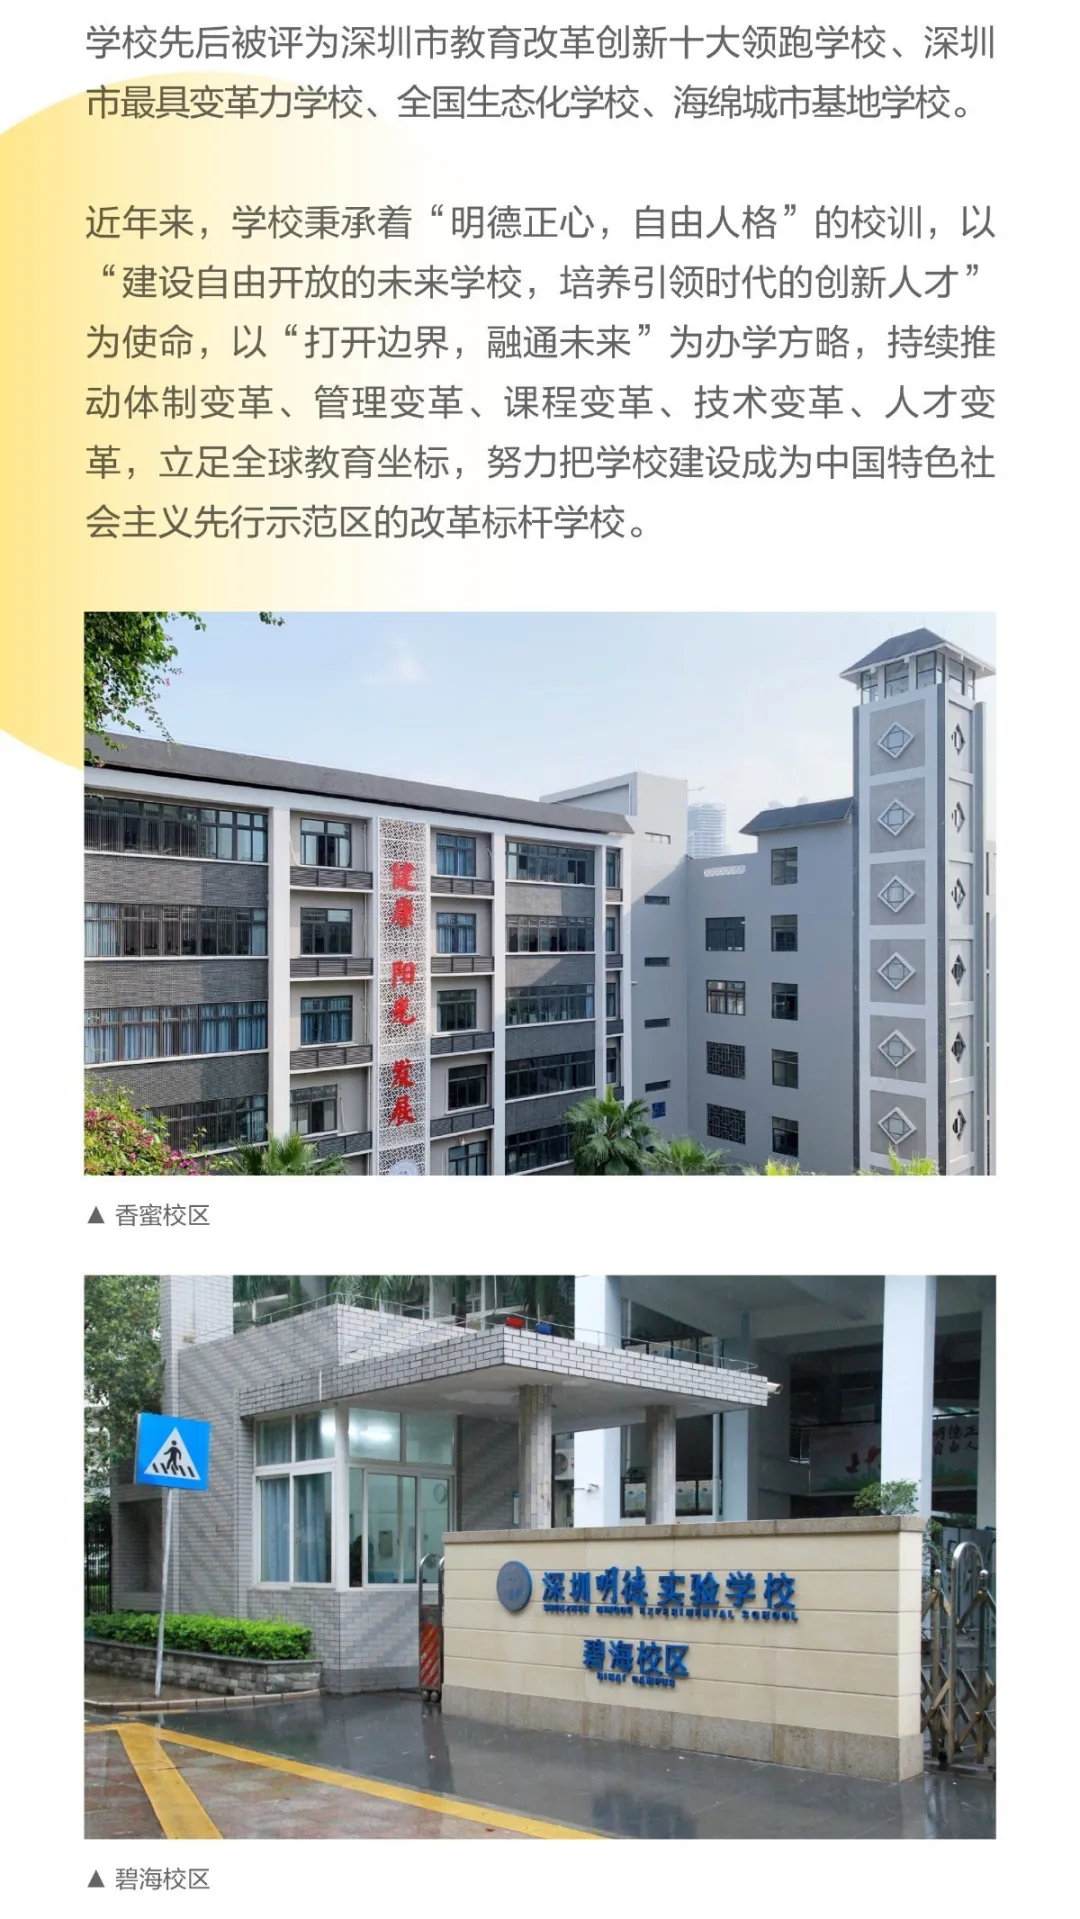 学校先后被评为深圳市教育改革创新十大领跑学校、深圳
市最具变革力学校、全国生态化学校、海绵城市基地学校。
近年来，学校秉承着“明德正心，自由人格”的校训，以
“建设自由开放的未来学校，培养引领时代的创新人才”
为使命，以“打开边界，融通未来”为办学方略，持续推
动体制变革、管理变革、课程变革、技术变革、人才变
革，立足全球教育坐标，努力把学校建设成为中国特色社
会主义先行示范区的改革标杆学校。
健康 阳光 发展
▲ 香蜜校区
明德正
自由人
深圳明德实验学校
SHENZHEN MINGDE EXPERIMENTAL SCHOOL
碧海校区
BIHAI CAMPUS
▲ 碧海校区